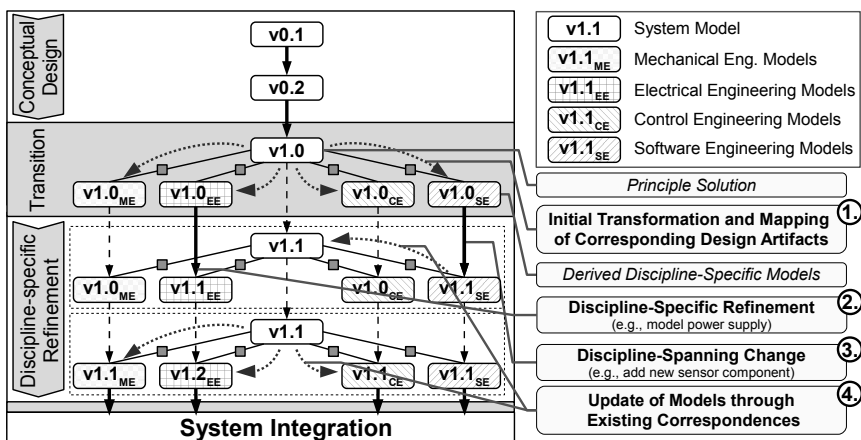 Conceptual
Design
v0.1
v0.2
Transition
v1.0
v1.0ME
v1.0EE
v1.0CE
v1.0SE
Discipline-specific
Refinement
v1.1
v1.0ME
v1.1EE
v1.0CE
v1.1SE
v1.1
v1.1ME
v1.2EE
v1.1CE
v1.1SE
System Integration
v1.1 System Model
v1.1ME Mechanical Eng. Models
v1.1EE Electrical Engineering Models
v1.1CE Control Engineering Models
v1.1SE Software Engineering Models
Principle Solution
1.
Initial Transformation and Mapping
of Corresponding Design Artifacts
Derived Discipline-Specific Models
2.
Discipline-Specific Refinement
(e.g., model power supply)
3.
Discipline-Spanning Change
(e.g., add new sensor component)
4.
Update of Models through
Existing Correspondences